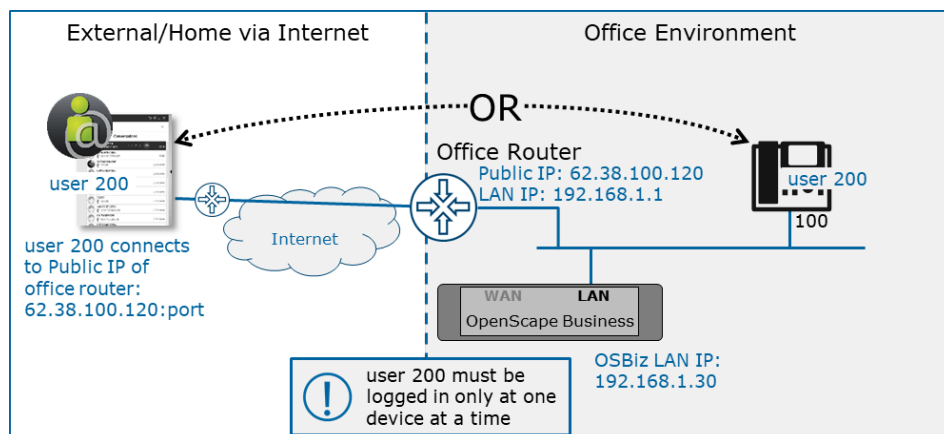 External/Home via Internet
Office Environment
OR
Office Router
Public IP: 62.38.100.120
LAN IP: 192.168.1.1
@
user 200
user 200
100
Internet
user 200 connects
to Public IP of
office router:
62.38.100.120:port
WAN LAN
OpenScape Business
OSBiz LAN IP:
192.168.1.30
!
user 200 must be
logged in only at one
device at a time